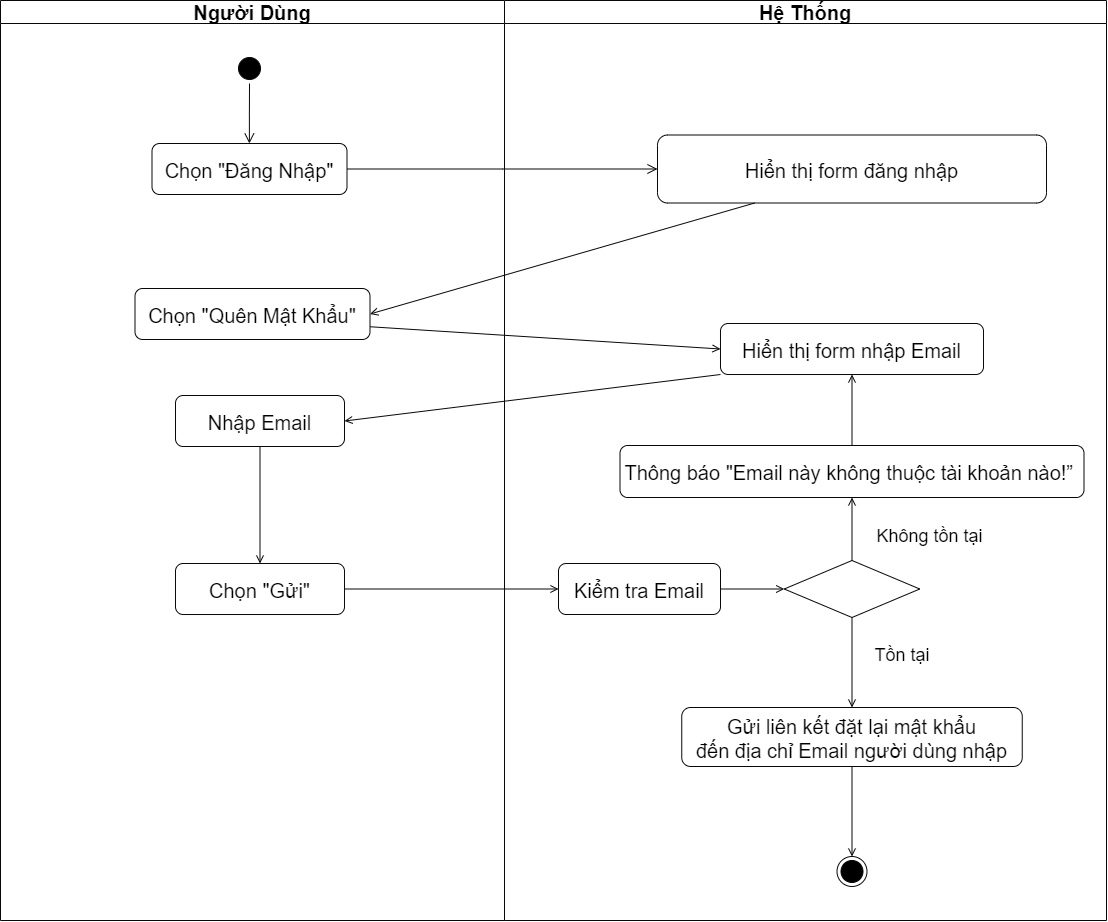 Người Dùng
Hệ Thống
Chọn "Đăng Nhập"
Hiển thị form đăng nhập
Chọn "Quên Mật Khẩu"
Hiển thị form nhập Email
Nhập Email
Thông báo "Email này không thuộc tài khoản nào!”
Không tồn tại
Chọn "Gửi"
Kiểm tra Email
Tồn tại
Gửi liên kết đặt lại mật khẩu
đến địa chỉ Email người dùng nhập